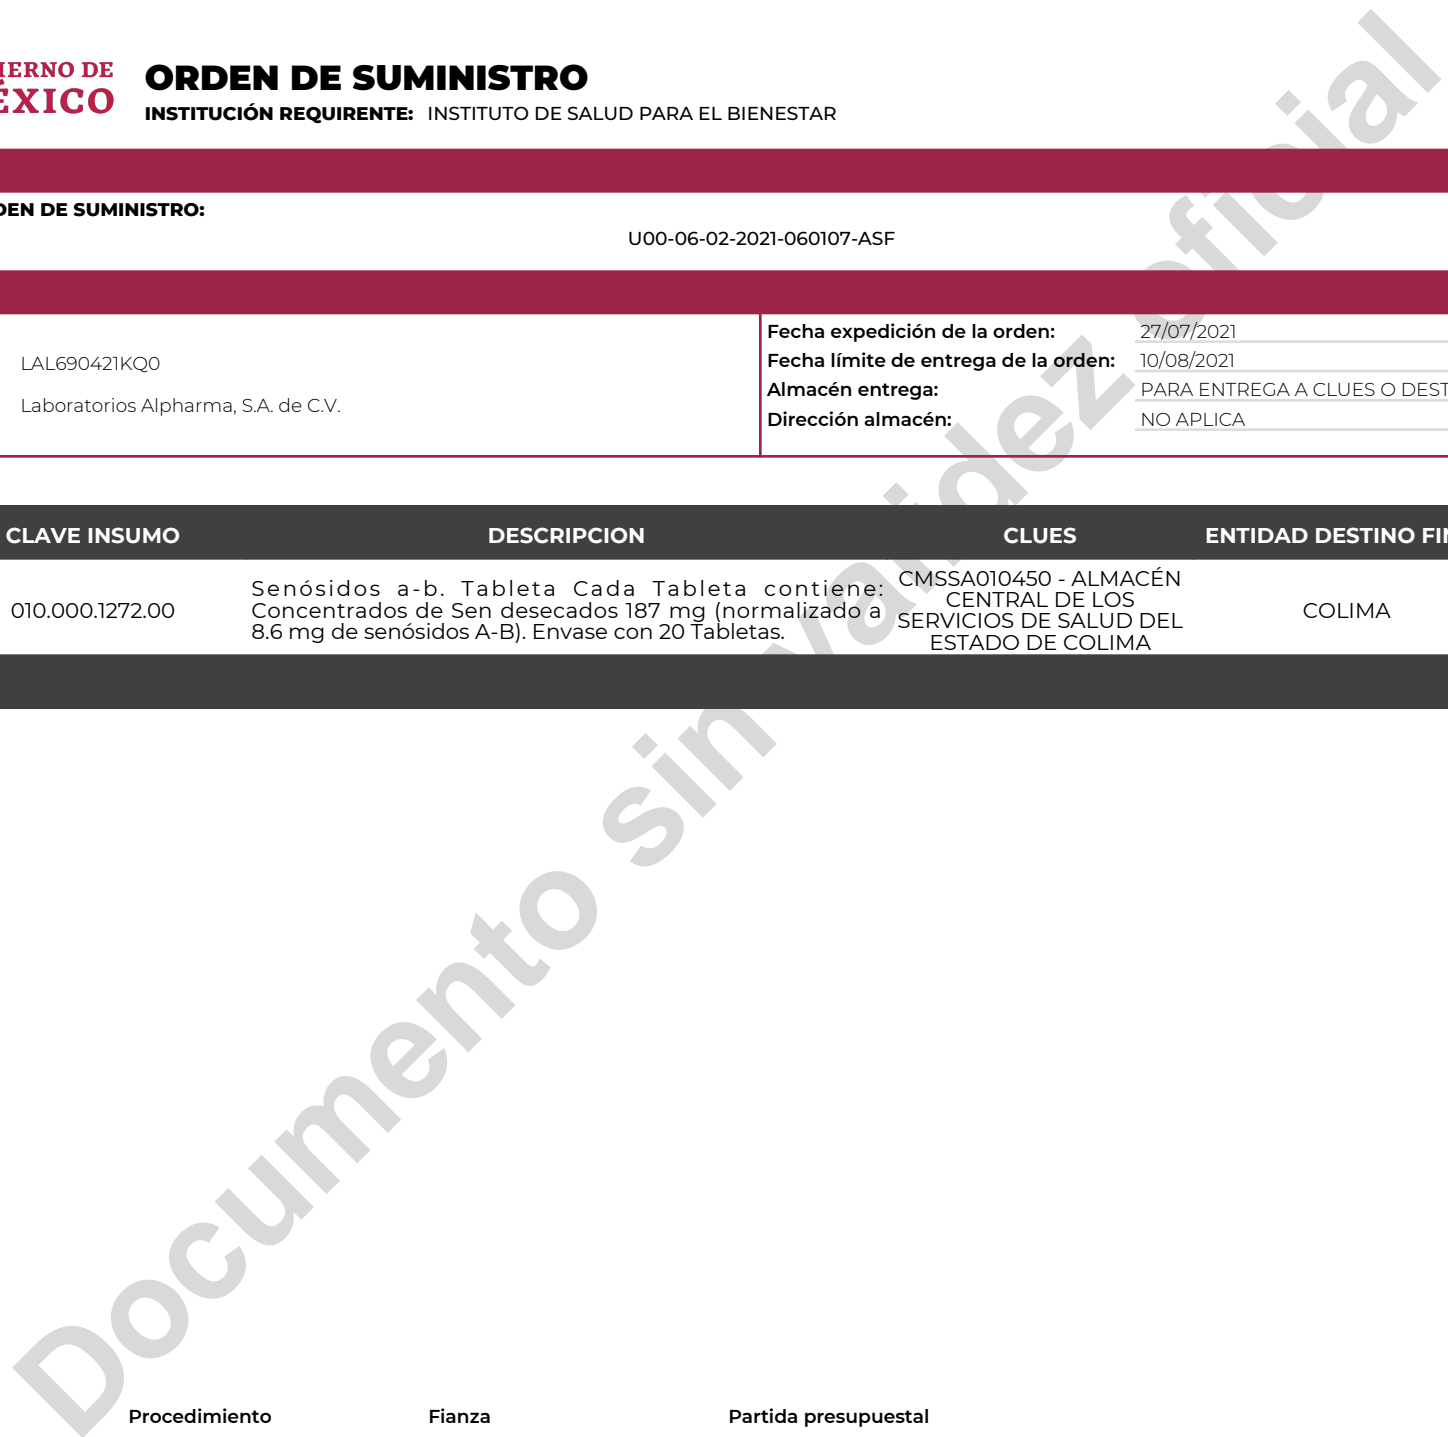 IERNO DE
ÉXICO
ORDEN DE SUMINISTRO
INSTITUCIÓN REQUIRENTE: INSTITUTO DE SALUD PARA EL BIENESTAR
DEN DE SUMINISTRO:
U00-06-02-2021-060107-ASF
LAL690421KQ0
Laboratorios Alpharma, S.A. de C.V.
Fecha expedición de la orden: 27/07/2021
Fecha límite de entrega de la orden: 10/08/2021
Almacén entrega: PARA ENTREGA A CLUES O DEST
Dirección almacén: NO APLICA
CLAVE INSUMO DESCRIPCION CLUES ENTIDAD DESTINO FIN
010.000.1272.00
Senósidos a-b. Tableta Cada Tableta contiene:
Concentrados de Sen desecados 187 mg (normalizado a
8.6 mg de senósidos A-B). Envase con 20 Tabletas.
CMSSA010450 - ALMACÉN
CENTRAL DE LOS
SERVICIOS DE SALUD DEL
ESTADO DE COLIMA
COLIMA
Documento sin validez oficial
Procedimiento Fianza Partida presupuestal